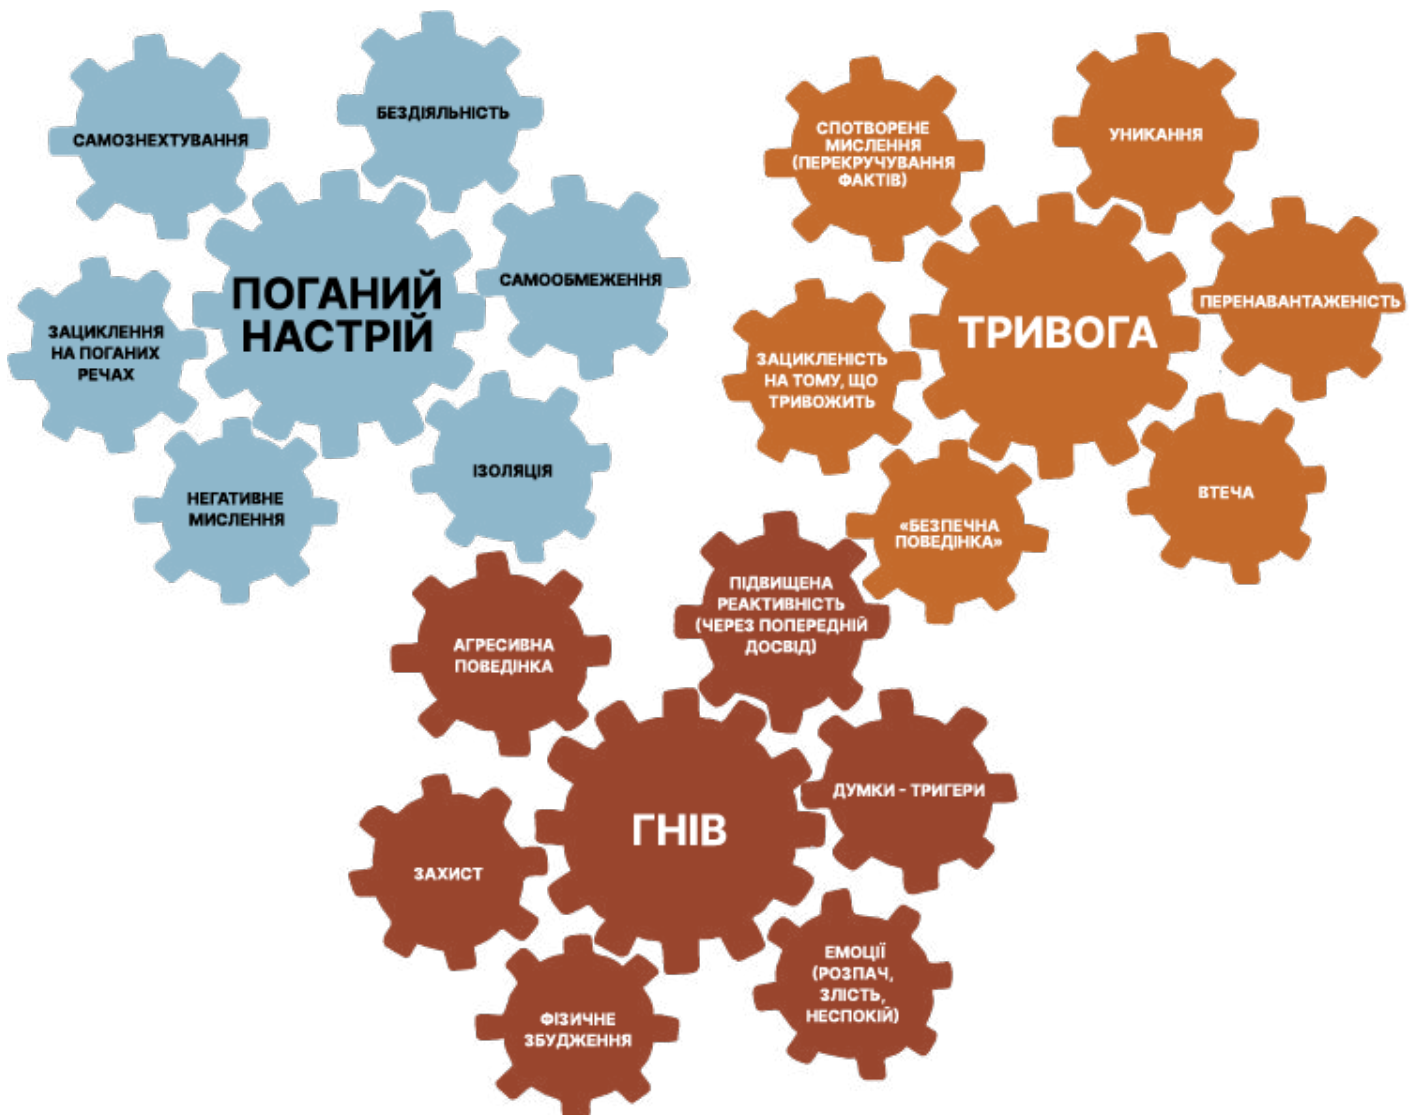 САМОЗНЕХТУВАННЯ
БЕЗДІЯЛЬНІСТЬ
ПОГАНИЙ
НАСТРІЙ
САМООБМЕЖЕННЯ
ЗАЦИКЛЕННЯ
НА ПОГАНИХ
РЕЧАХ
НЕГАТИВНЕ
МИСЛЕННЯ
ІЗОЛЯЦІЯ
СПОТВОРЕНЕ
МИСЛЕННЯ
(ПЕРЕКРУЧУВАННЯ
ФАКТІВ)
УНИКАННЯ
ТРИВОГА
ПЕРЕНАВАНТАЖЕНІСТЬ
ЗАЦИКЛЕНІСТЬ
НА ТОМУ, ЩО
ТРИВОЖИТЬ
ВТЕЧА
«БЕЗПЕЧНА
ПОВЕДІНКА»
АГРЕСИВНА
ПОВЕДІНКА
ПІДВИЩЕНА
РЕАКТИВНІСТЬ
(ЧЕРЕЗ ПОПЕРЕДНІЙ
ДОСВІД)
ГНІВ
ДУМКИ - ТРИГЕРИ
ЗАХИСТ
ЕМОЦІЇ
(РОЗПАЧ,
ЗЛІСТЬ,
НЕСПОКІЙ)
ФІЗИЧНЕ
ЗБУДЖЕННЯ